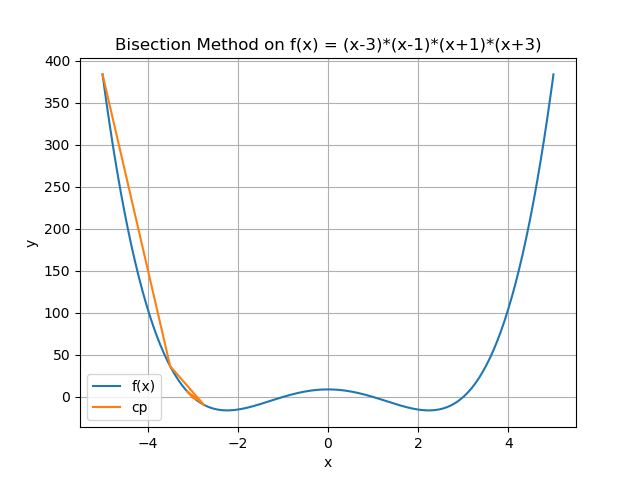 Bisection Method on f(x) = (x-3)*(x-1)*(x+1)*(x+3)
400
350
300
250
200
150
100
50
0
y
f(x)
cp
−4
−2
0
2
4
x